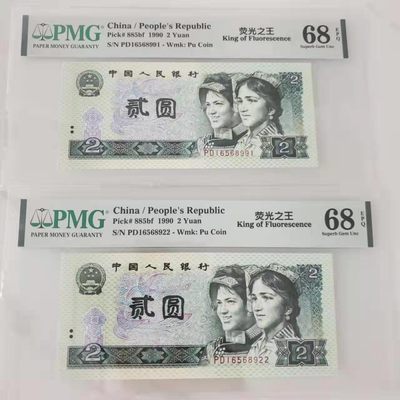 PMG
PAPER MONEY GUARANTY
China / People's Republic
Pick# 885bf 1990 2 Yuan
S/N PD16568991 - Wmk: Pu Coin
荧光之王
King of Fluorescence
68 EPQ
Superb Gem Unc
中国人民银行
2
贰圆
PD16568991
2
2
PMG
PAPER MONEY GUARANTY
China / People's Republic
Pick# 885bf 1990 2 Yuan
S/N PD16568922 - Wmk: Pu Coin
荧光之王
King of Fluorescence
68 EPQ
Superb Gem Unc
中国人民银行
2
贰圆
PD16568922
2
2